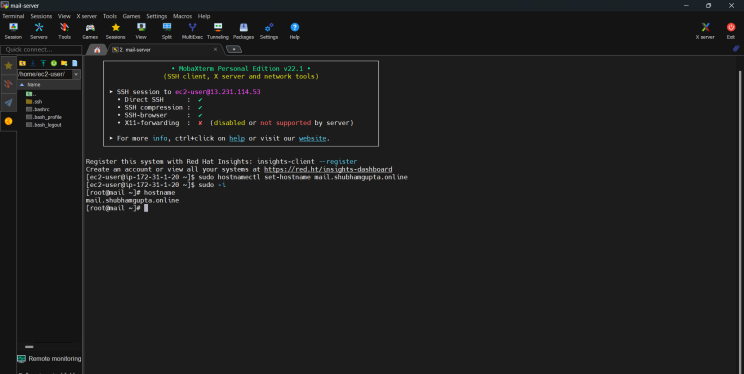 mail-server
Terminal Sessions View X server Tools Games Settings Macros Help
Session Servers Tools Games Sessions View Split MultiExec Tunneling Packages Settings Help X server Exit
Quick connect...
2. mail-server
/home/ec2-user/
Name
..
.ssh
.bashrc
.bash_profile
.bash_logout
• MobaXterm Personal Edition v22.1 •
(SSH client, X server and network tools)
➤ SSH session to ec2-user@13.231.114.53
• Direct SSH : ✔
• SSH compression : ✔
• SSH-browser : ✔
• X11-forwarding : ✘ (disabled or not supported by server)
➤ For more info, ctrl+click on help or visit our website.
Register this system with Red Hat Insights: insights-client --register
Create an account or view all your systems at https://red.ht/insights-dashboard
[ec2-user@ip-172-31-1-20 ~]$ sudo hostnamectl set-hostname mail.shubhamgupta.online
[ec2-user@ip-172-31-1-20 ~]$ sudo -i
[root@mail ~]# hostname
mail.shubhamgupta.online
[root@mail ~]#
Remote monitoring